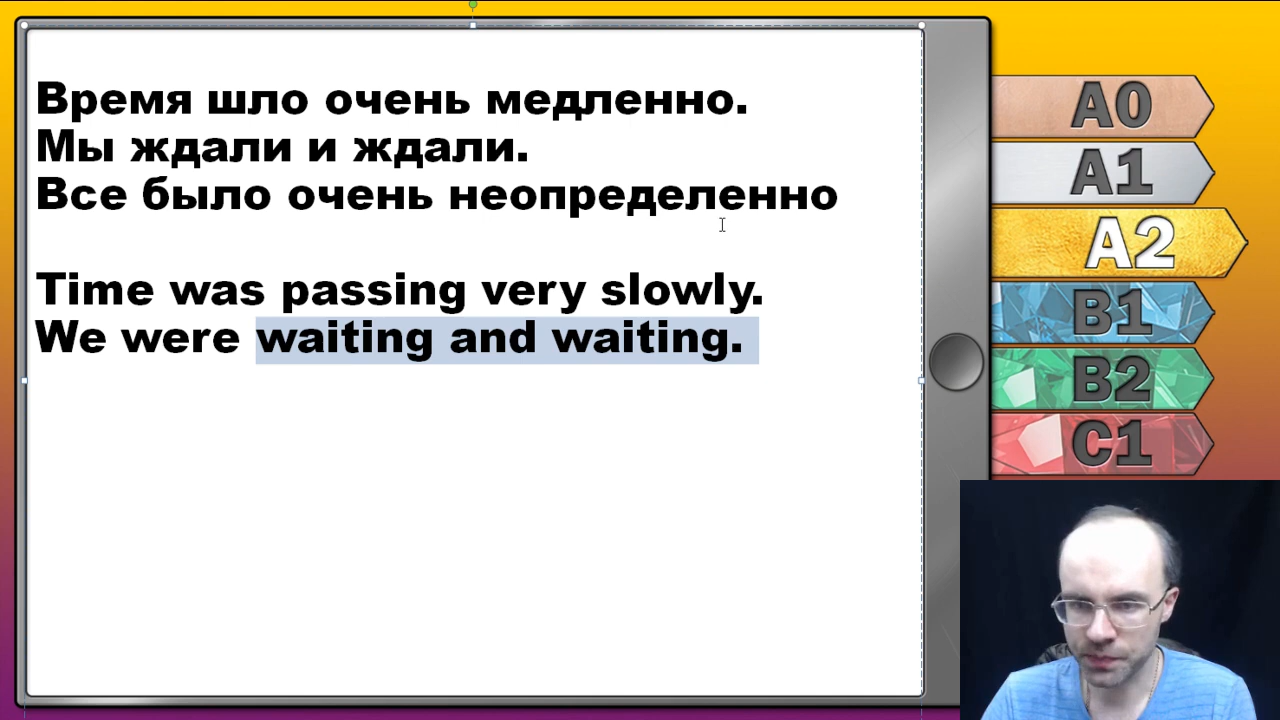 Время шло очень медленно.
Мы ждали и ждали.
Все было очень неопределенно
Time was passing very slowly.
We were waiting and waiting.
A0
A1
A2
B1
B2
C1